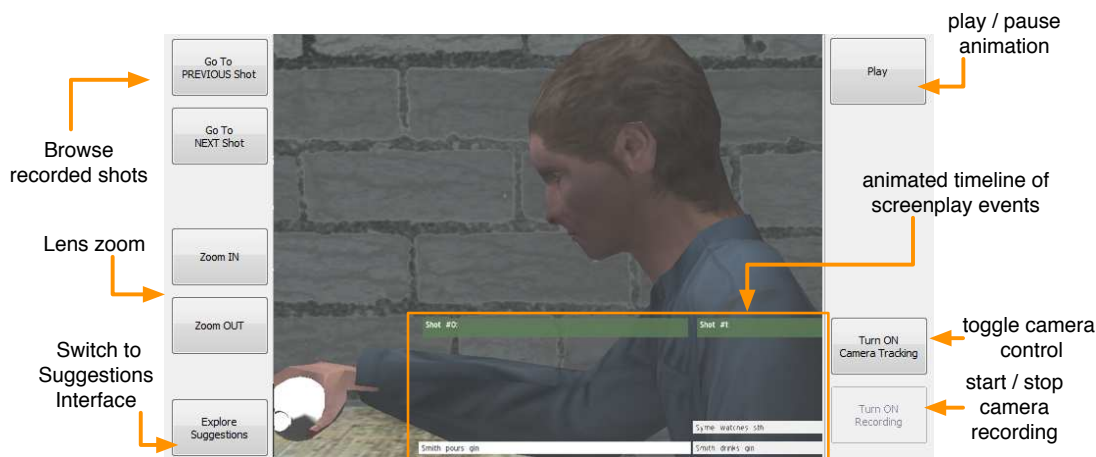 play / pause
animation
Go To
PREVIOUS Shot
Play
Go To
NEXT Shot
Browse
recorded shots
animated timeline of
screenplay events
Lens zoom
Zoom IN
Zoom OUT
Shot #0:
Shot #1
Switch to
Suggestions
Interface
Turn ON
Camera Tracking
toggle camera
control
start / stop
camera
recording
Explore
Suggestions
Turn ON
Recording
Syme watches sth
Smith pours gin
Smith drinks gin